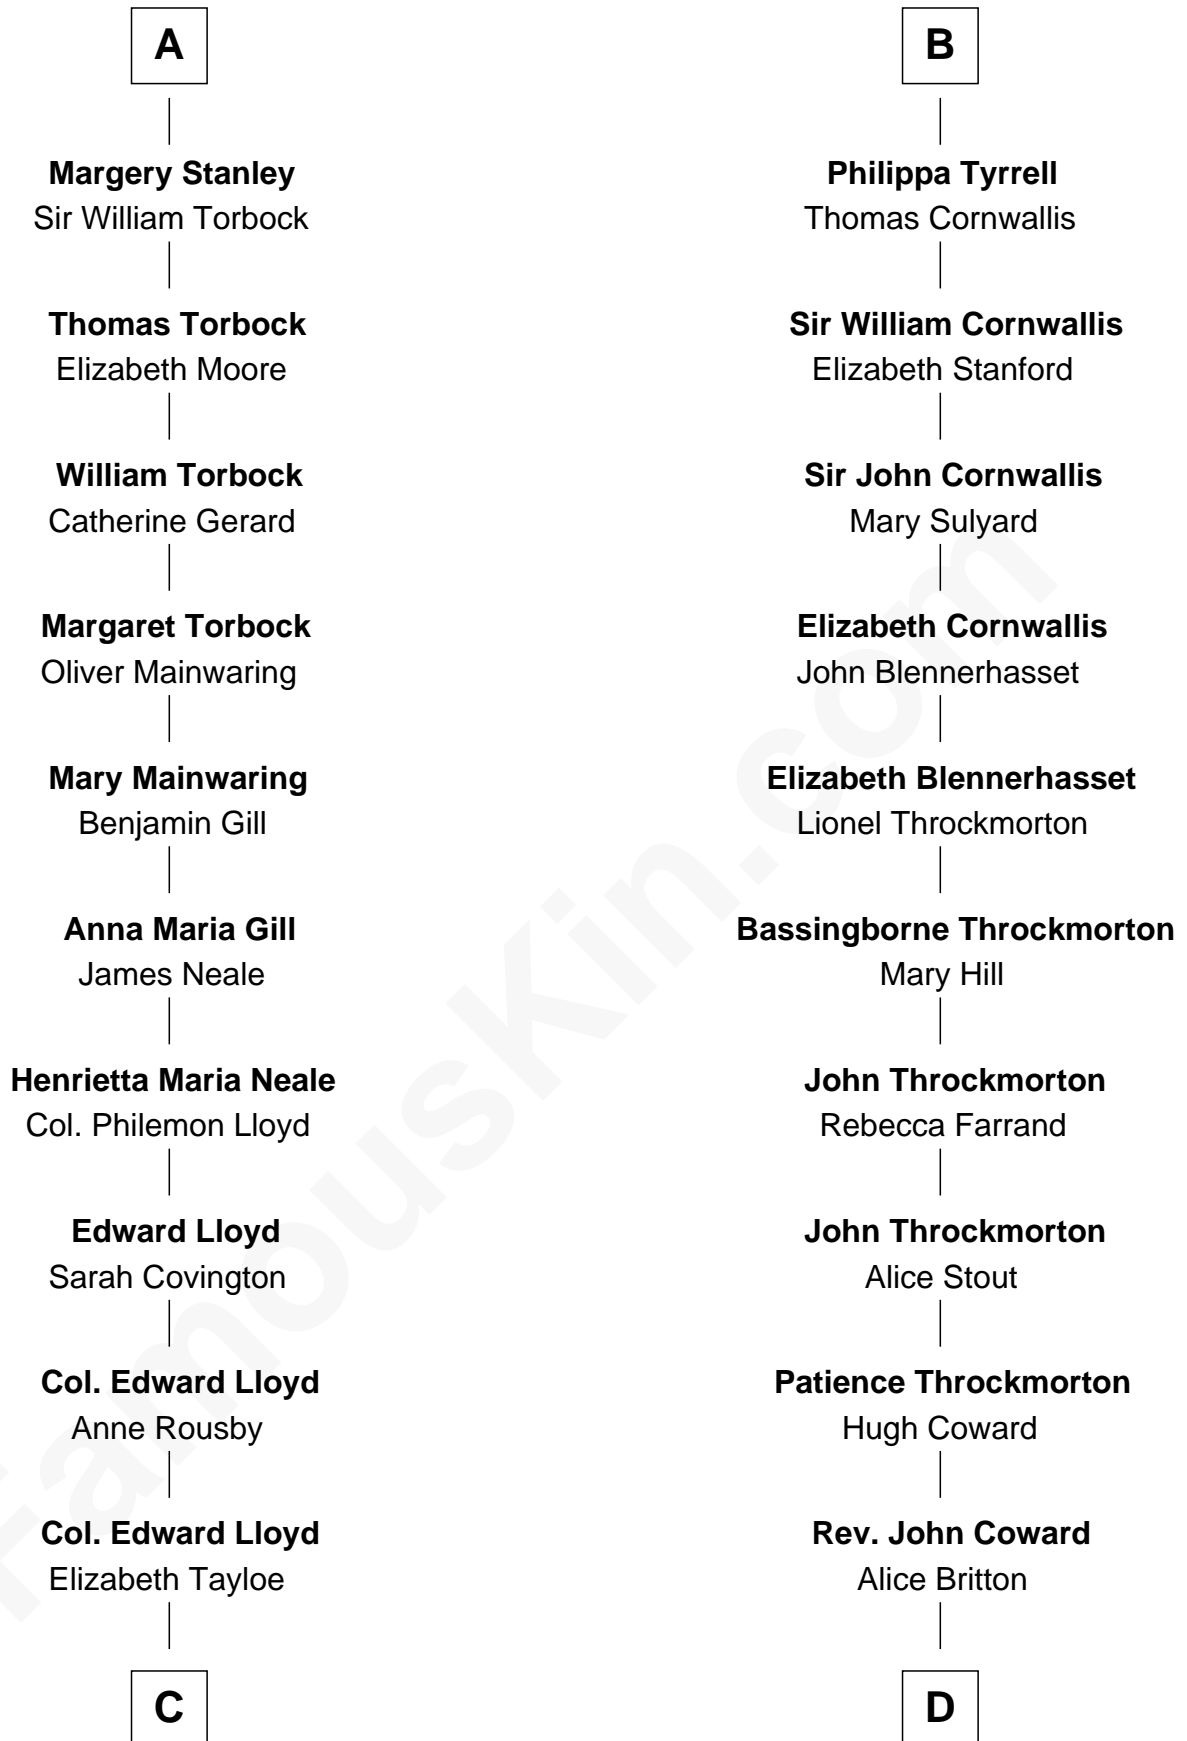 A
Margery Stanley
Sir William Torbock
Thomas Torbock
Elizabeth Moore
William Torbock
Catherine Gerard
Margaret Torbock
Oliver Mainwaring
Mary Mainwaring
Benjamin Gill
Anna Maria Gill
James Neale
Henrietta Maria Neale
Col. Philemon Lloyd
Edward Lloyd
Sarah Covington
Col. Edward Lloyd
Anne Rousby
Col. Edward Lloyd
Elizabeth Tayloe
C
B
Philippa Tyrrell
Thomas Cornwallis
Sir William Cornwallis
Elizabeth Stanford
Sir John Cornwallis
Mary Sulyard
Elizabeth Cornwallis
John Blennerhasset
Elizabeth Blennerhasset
Lionel Throckmorton
Bassingborne Throckmorton
Mary Hill
John Throckmorton
Rebecca Farrand
John Throckmorton
Alice Stout
Patience Throckmorton
Hugh Coward
Rev. John Coward
Alice Britton
D
FamousKin.com